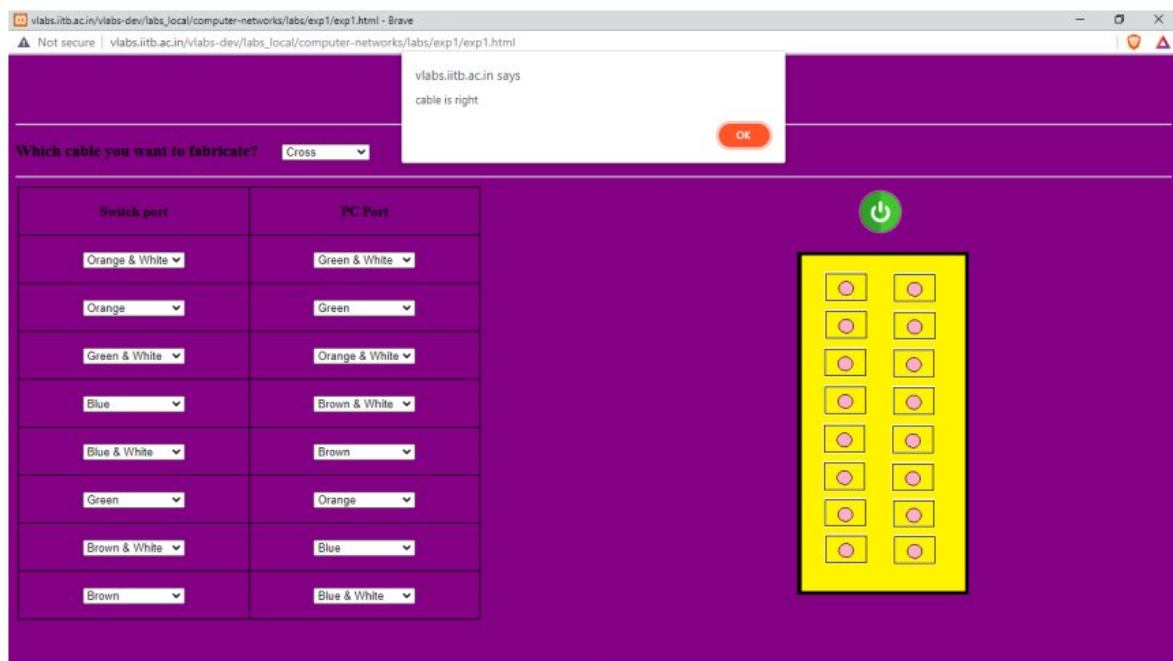 vlabs.iitb.ac.in/vlabs-dev/labs_local/computer-networks/labs/exp1/exp1.html - Brave
Not secure | vlabs.iitb.ac.in/vlabs-dev/labs_local/computer-networks/labs/exp1/exp1.html
vlabs.iitb.ac.in says
cable is right
OK
Which cable you want to fabricate? Cross
Switch port PC Port
Orange & White Green & White
Orange Green
Green & White Orange & White
Blue Brown & White
Blue & White Brown
Green Orange
Brown & White Blue
Brown Blue & White